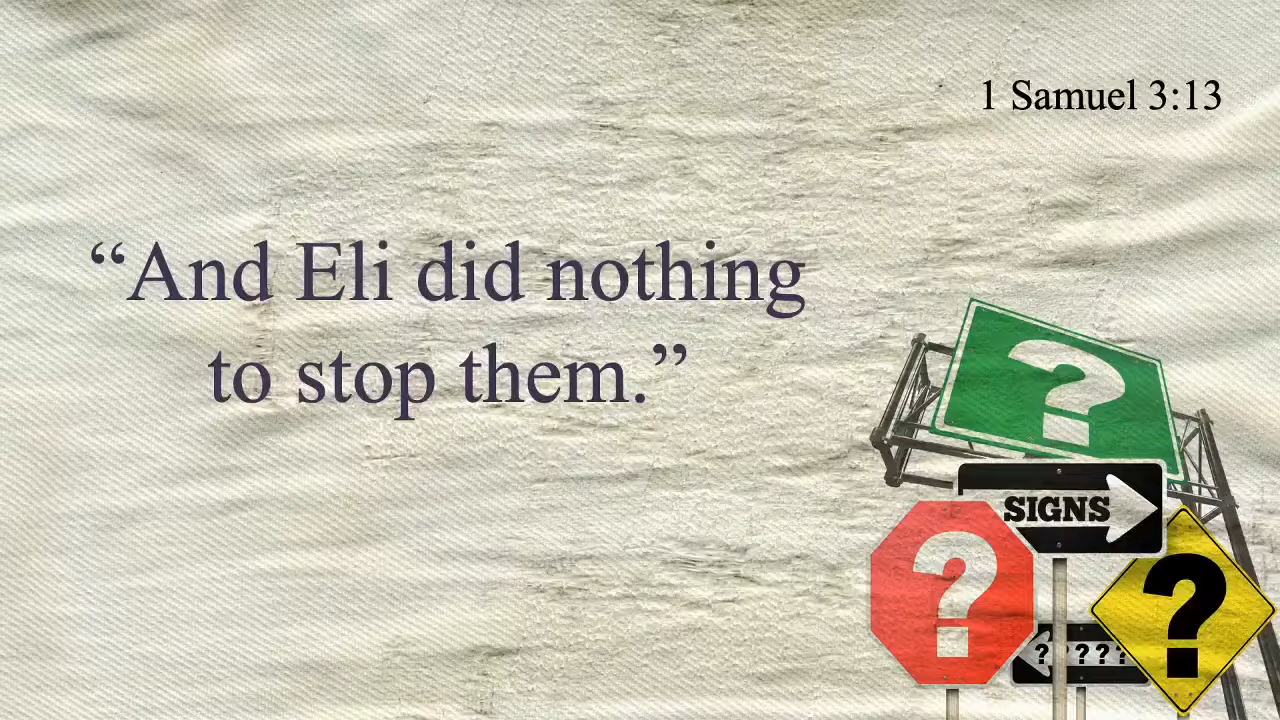 1 Samuel 3:13
“And Eli did nothing
to stop them.”
?
SIGNS
?
????
?